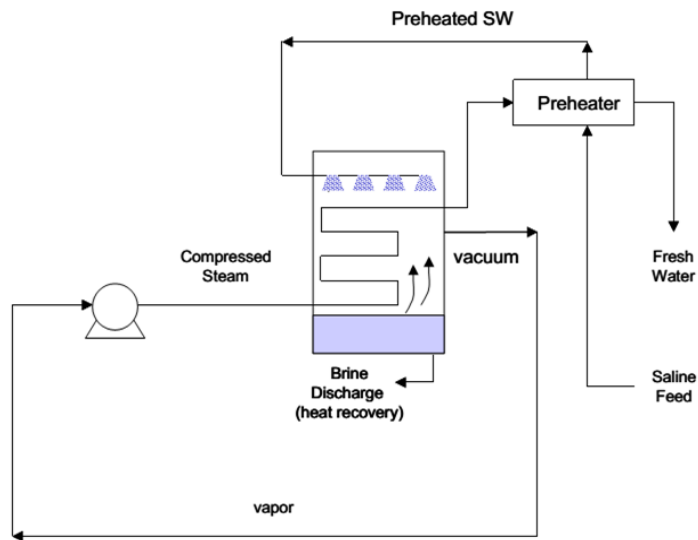 Preheated SW
Preheater
Compressed
Steam
vacuum
Fresh
Water
Brine
Discharge
(heat recovery)
Saline
Feed
vapor